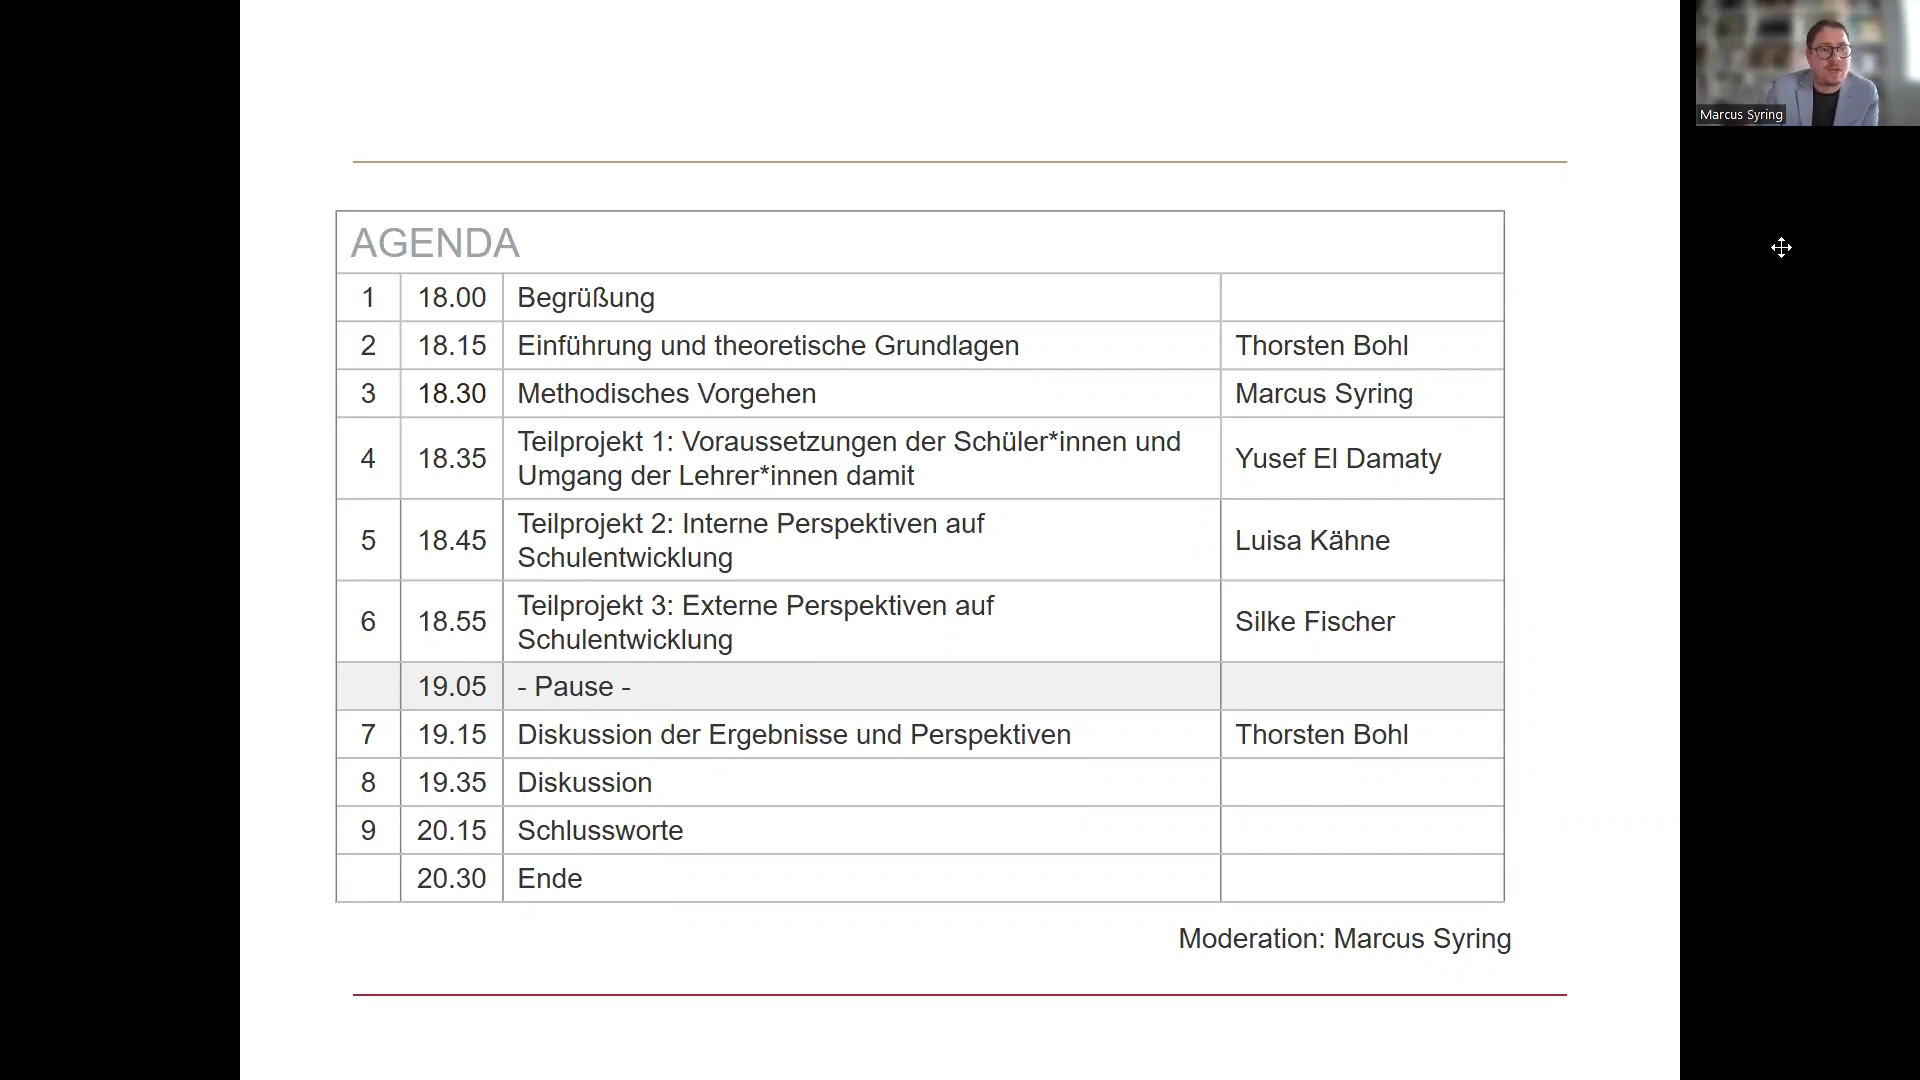 Marcus Syring
AGENDA
1 18.00 Begrüßung
2 18.15 Einführung und theoretische Grundlagen Thorsten Bohl
3 18.30 Methodisches Vorgehen Marcus Syring
4 18.35 Teilprojekt 1: Voraussetzungen der Schüler*innen und
Umgang der Lehrer*innen damit Yusef El Damaty
5 18.45 Teilprojekt 2: Interne Perspektiven auf
Schulentwicklung Luisa Kähne
6 18.55 Teilprojekt 3: Externe Perspektiven auf
Schulentwicklung Silke Fischer
19.05 - Pause -
7 19.15 Diskussion der Ergebnisse und Perspektiven Thorsten Bohl
8 19.35 Diskussion
9 20.15 Schlussworte
20.30 Ende
Moderation: Marcus Syring